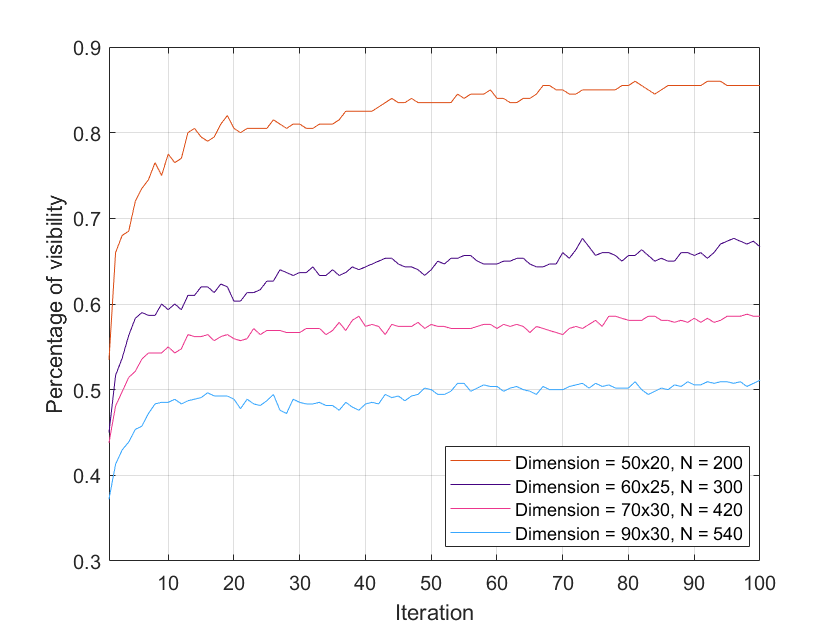 0.9
0.8
0.7
0.6
0.5
0.4
0.3
Percentage of visibility
Dimension = 50x20, N = 200
Dimension = 60x25, N = 300
Dimension = 70x30, N = 420
Dimension = 90x30, N = 540
10 20 30 40 50 60 70 80 90 100
Iteration